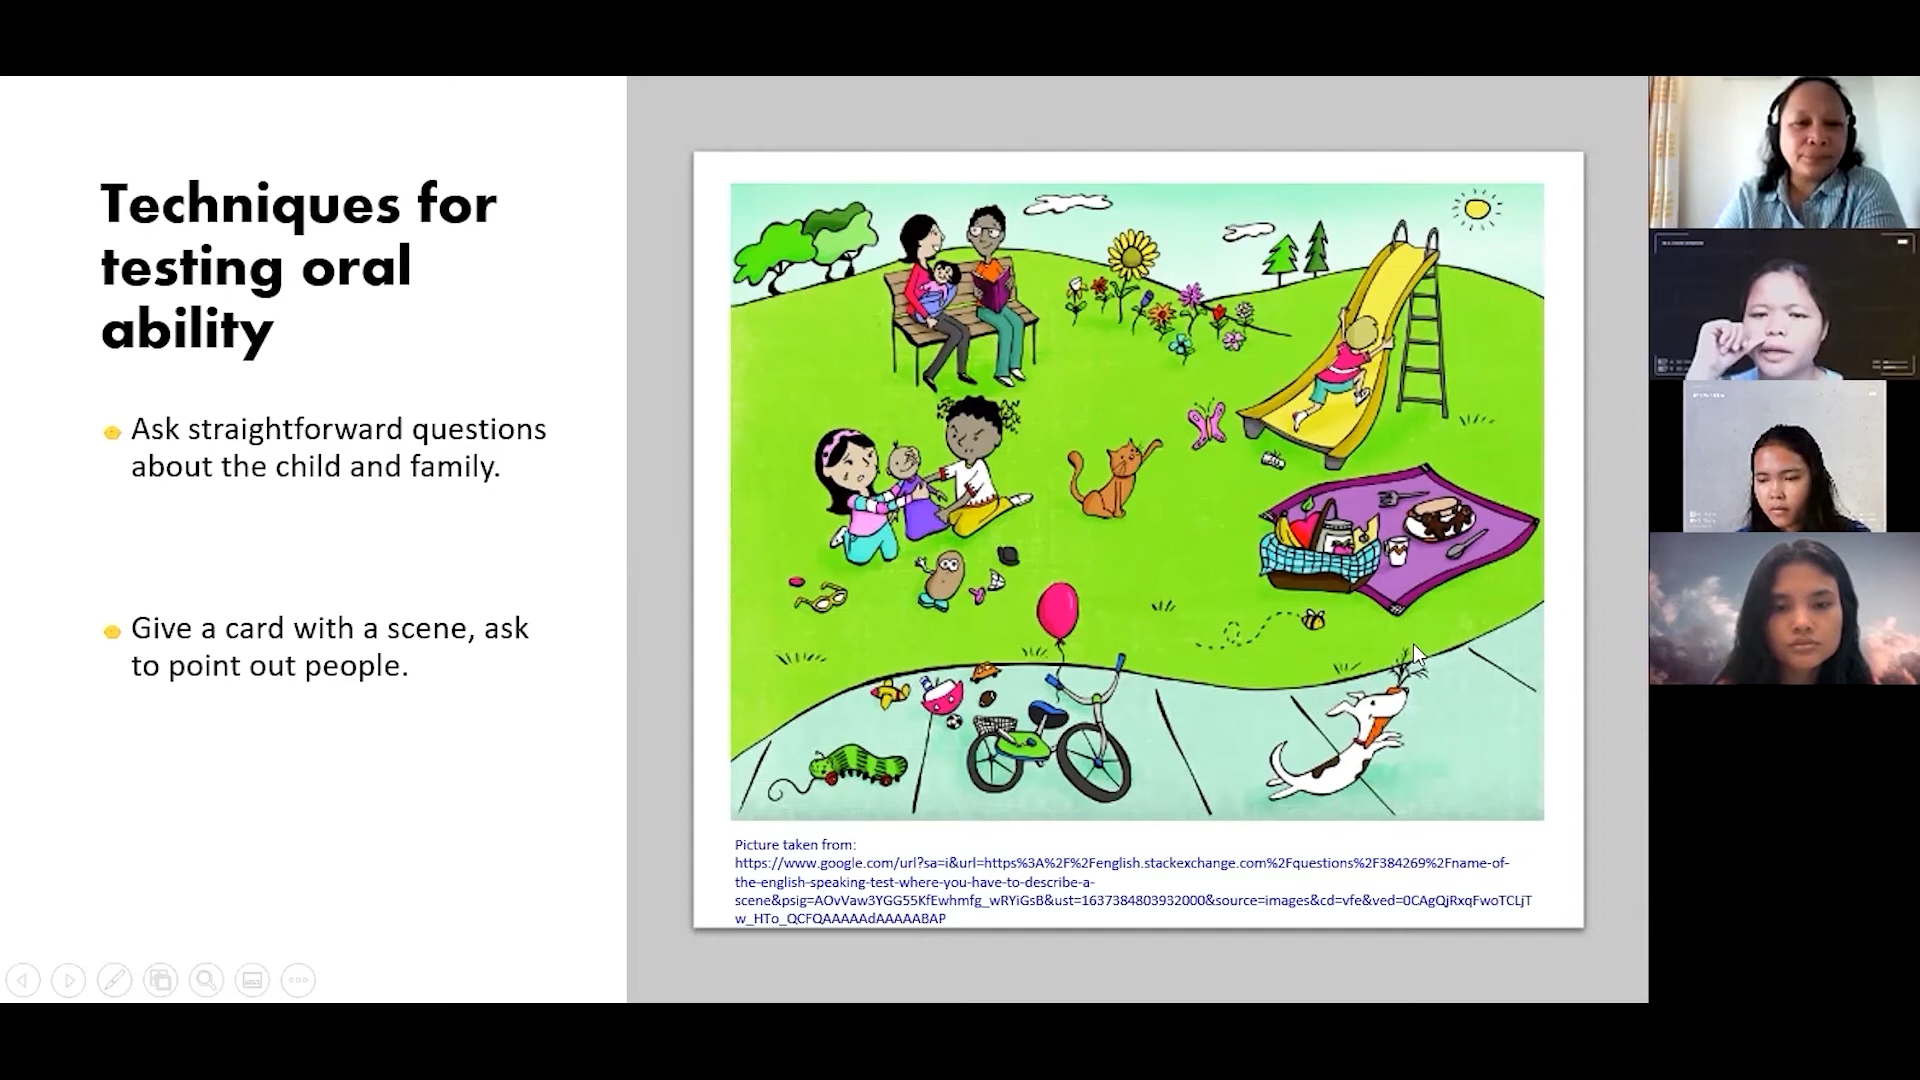 Techniques for
testing oral
ability
Ask straightforward questions
about the child and family.
Give a card with a scene, ask
to point out people.
Picture taken from:
https://www.google.com/url?sa=i&url=https%3A%2F%2Fenglish.stackexchange.com%2Fquestions%2F384269%2Fname-of-
the-english-speaking-test-where-you-have-to-describe-a-
scene&psig=AOvVaw3YGG55KfEwhmfg_wRYiGsB&ust=1637384803932000&source=images&cd=vfe&ved=0CAgQjRxqFwoTCLjT
w_HTo_QCFQAAAAAdAAAAABAP